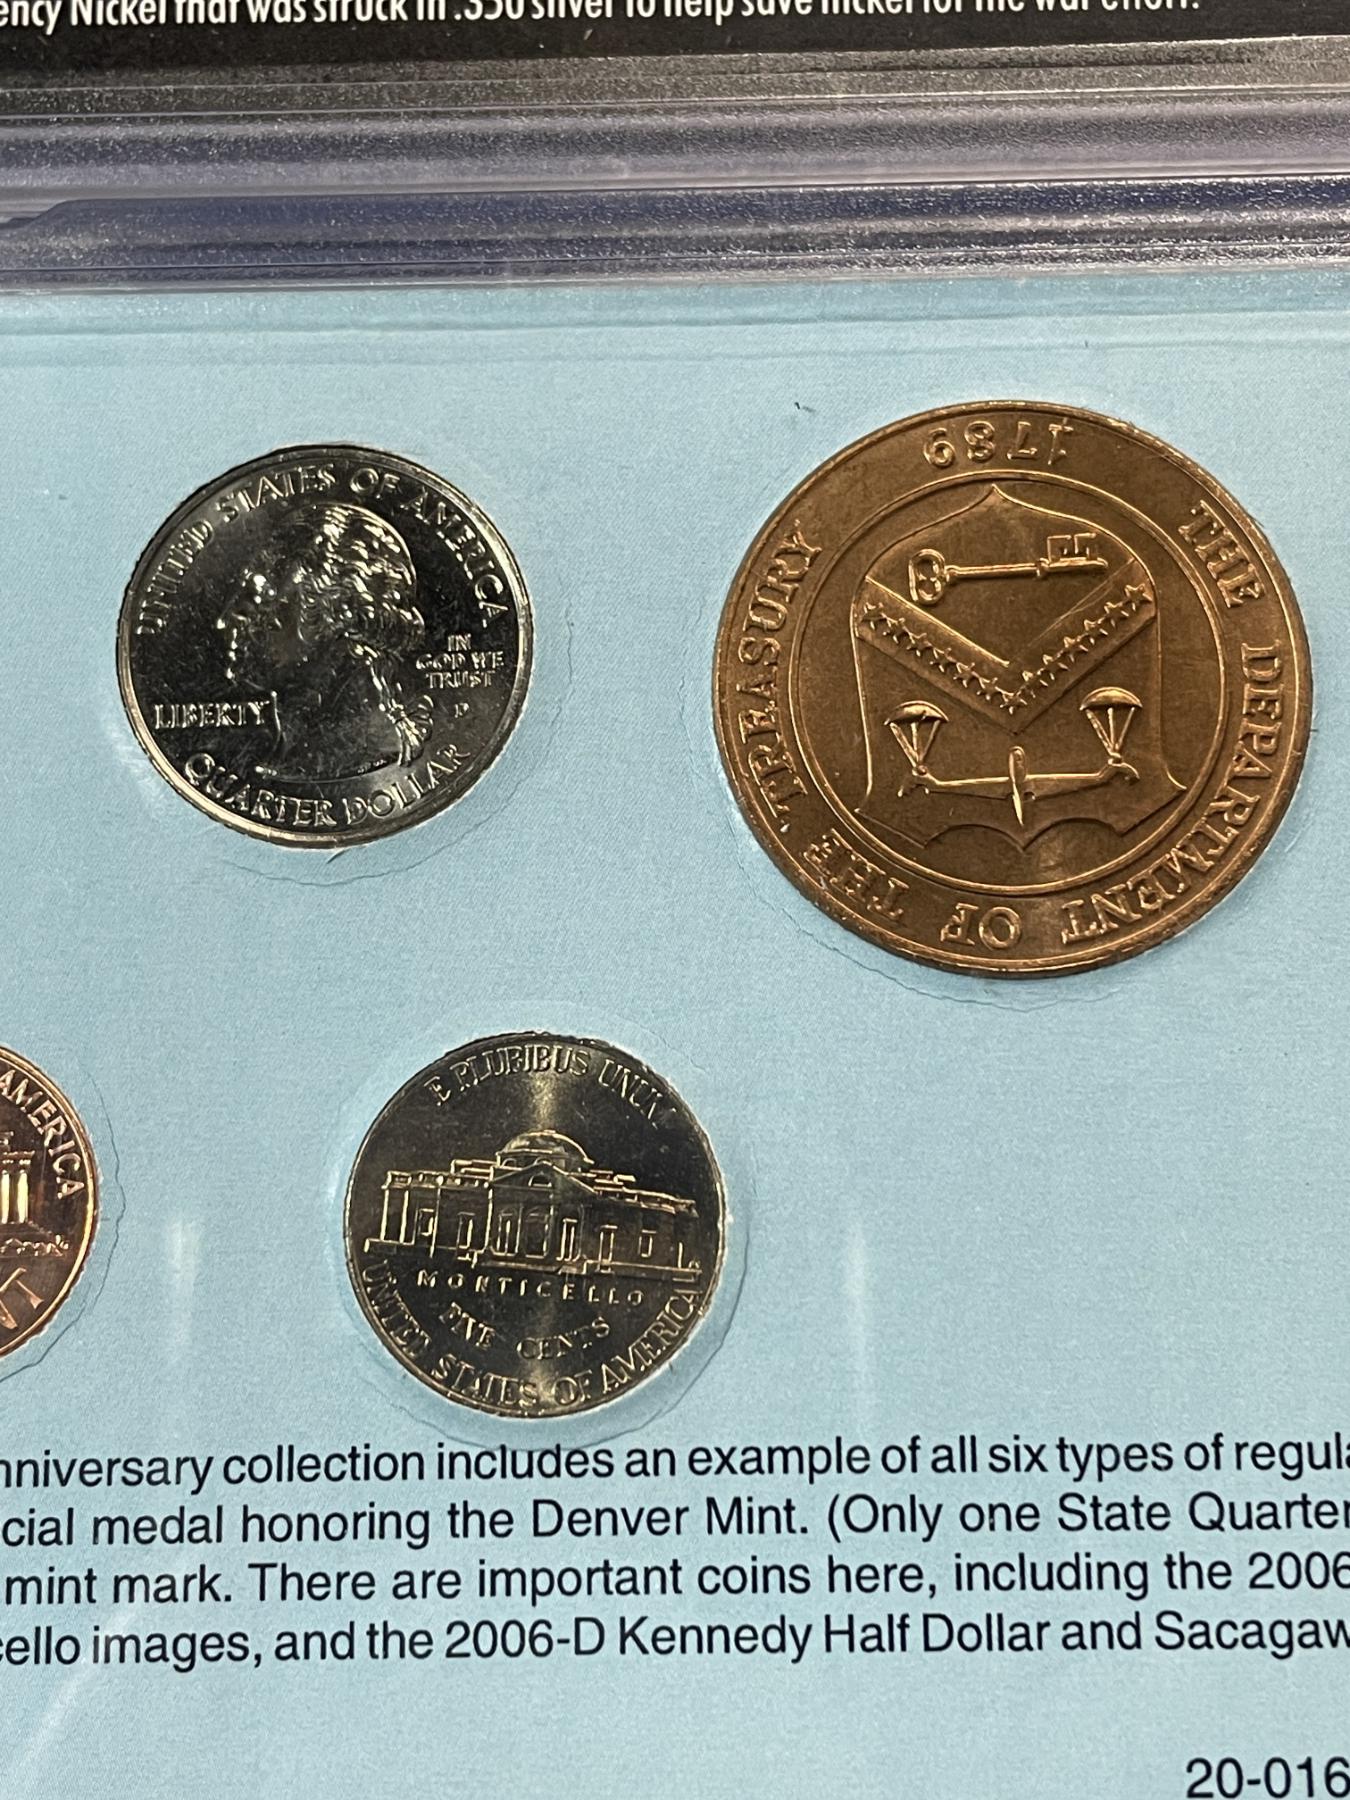 ency Nickel that was struck in .350 silver to help save nickel for the war effort.
UNITED STATES OF AMERICA
IN
GOD WE
TRUST
LIBERTY
P
QUARTER DOLLAR
THE DEPARTMENT OF THE TREASURY
1789
AMERICA
NT
E PLURIBUS UNUM
MONTICELLO
FIVE CENTS
UNITED STATES OF AMERICA
nniversary collection includes an example of all six types of regula
cial medal honoring the Denver Mint. (Only one State Quarter
mint mark. There are important coins here, including the 2006
cello images, and the 2006-D Kennedy Half Dollar and Sacagaw
20-016